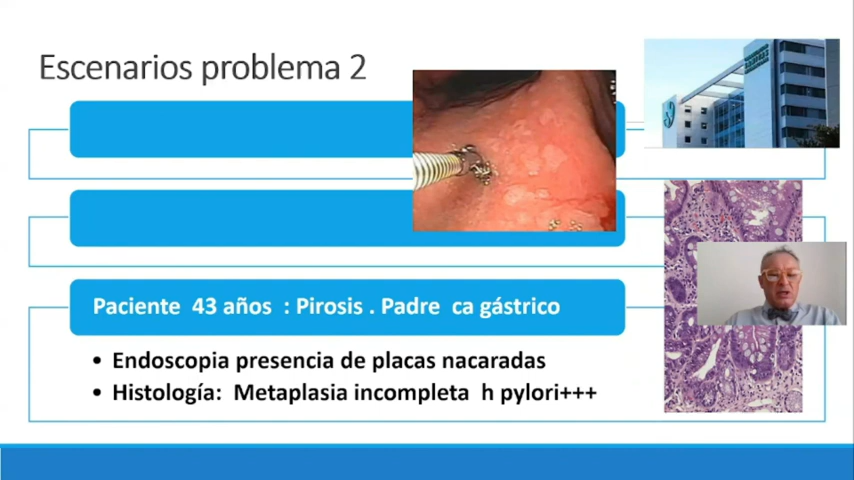 Escenarios problema 2
Paciente 43 años : Pirosis . Padre ca gástrico
• Endoscopia presencia de placas nacaradas
• Histología: Metaplasia incompleta h pylori+++